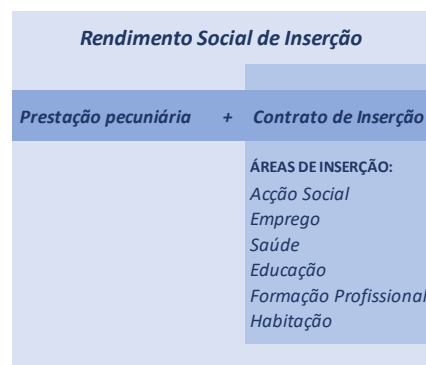 Rendimento Social de Inserção
Prestação pecuniária + Contrato de Inserção
ÁREAS DE INSERÇÃO:
Acção Social
Emprego
Saúde
Educação
Formação Profissional
Habitação